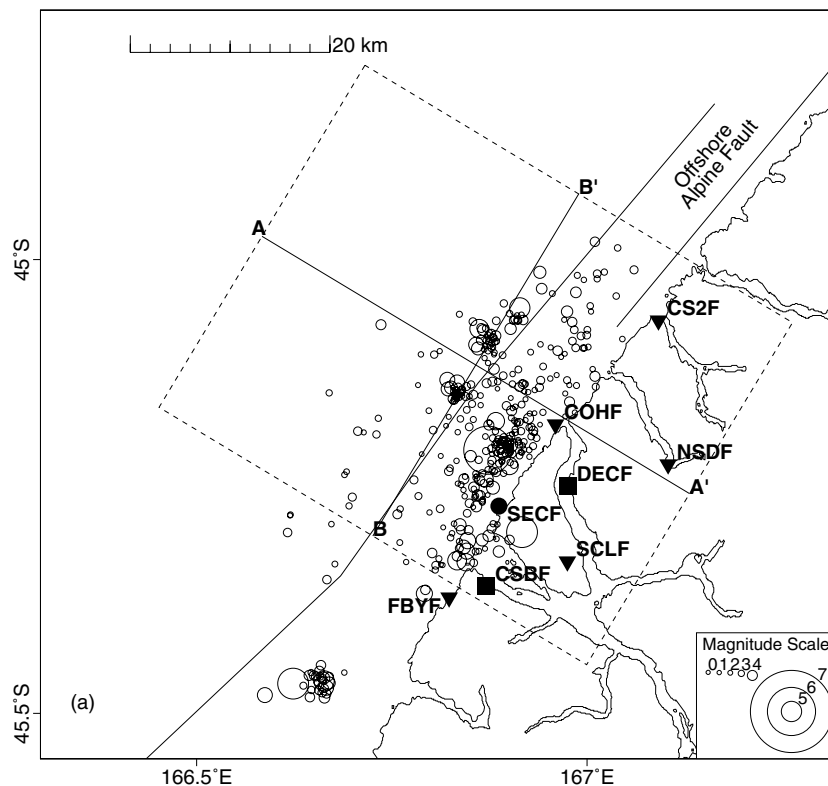 20 km
Offshore
Alpine Fault
B'
A
45°S
CS2F
COHF
NSDF
DECF
A'
SECF
B
SCLF
CSBF
FBYF
Magnitude Scale
01234
7
6
5
(a)
45.5°S
166.5°E
167°E